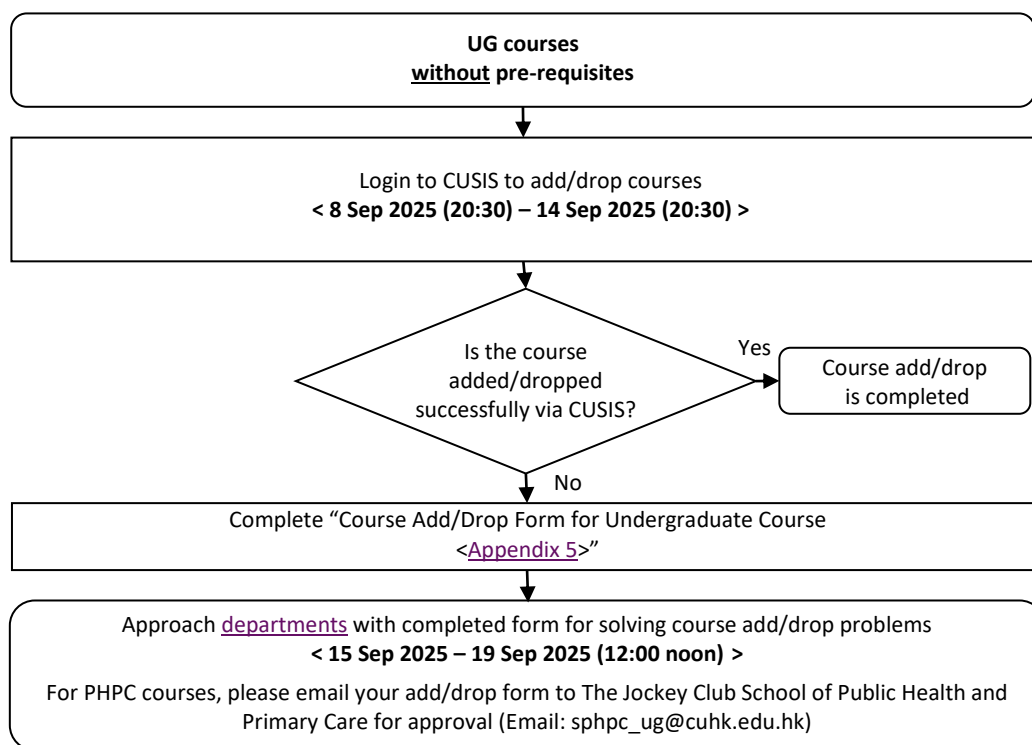 UG courses
without pre-requisites
Login to CUSIS to add/drop courses
< 8 Sep 2025 (20:30) – 14 Sep 2025 (20:30) >
Is the course
added/dropped
successfully via CUSIS?
Yes
Course add/drop
is completed
No
Complete “Course Add/Drop Form for Undergraduate Course
<Appendix 5>”
Approach departments with completed form for solving course add/drop problems
< 15 Sep 2025 – 19 Sep 2025 (12:00 noon) >
For PHPC courses, please email your add/drop form to The Jockey Club School of Public Health and
Primary Care for approval (Email: sphpc_ug@cuhk.edu.hk)